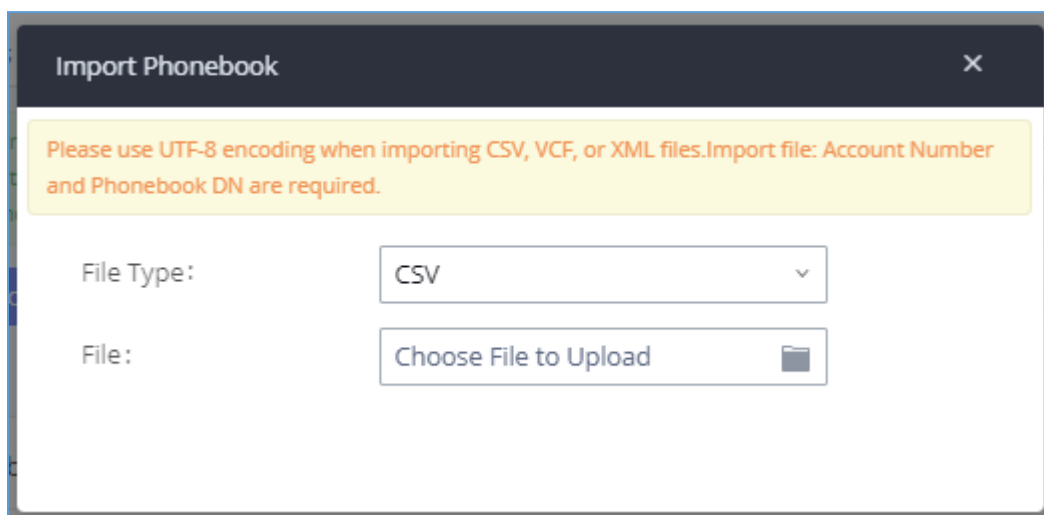 Import Phonebook
Please use UTF-8 encoding when importing CSV, VCF, or XML files.Import file: Account Number
and Phonebook DN are required.
File Type:
CSV
File:
Choose File to Upload